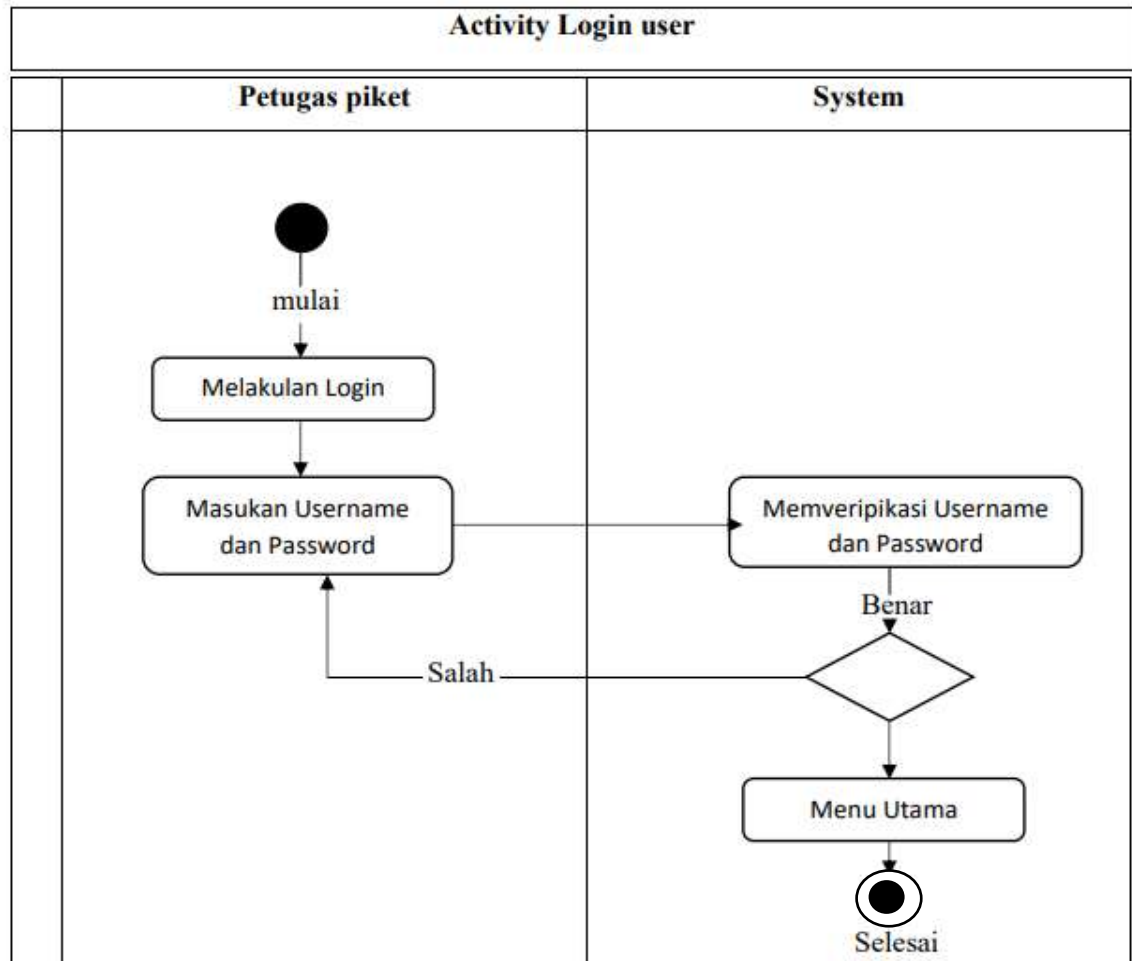 Activity Login user
Petugas piket
System
mulai
Melakulan Login
Masukan Username
dan Password
Memveripikasi Username
dan Password
Benar
Salah
Menu Utama
Selesai